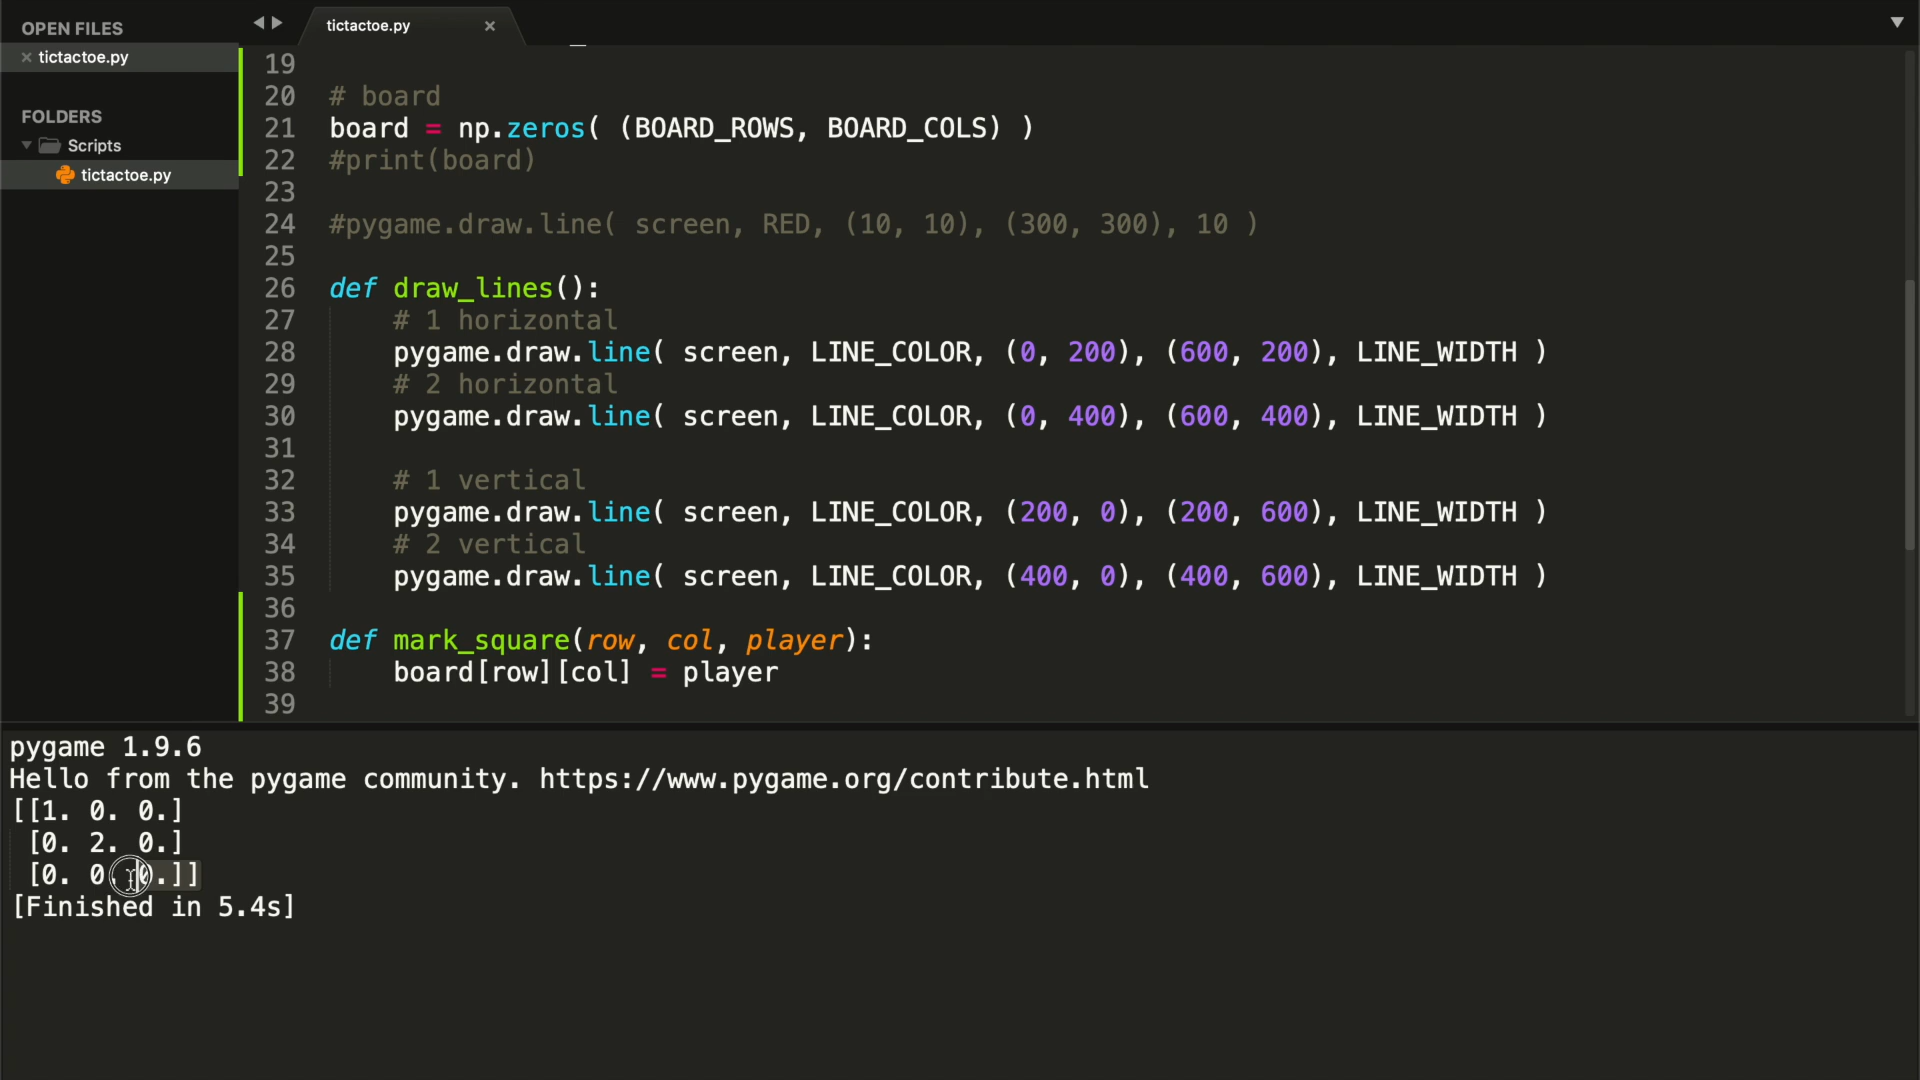 OPEN FILES
tictactoe.py
FOLDERS
Scripts
tictactoe.py
tictactoe.py
19
20 # board
21 board = np.zeros( (BOARD_ROWS, BOARD_COLS) )
22 #print(board)
23
24 #pygame.draw.line( screen, RED, (10, 10), (300, 300), 10 )
25
26 def draw_lines():
27 # 1 horizontal
28 pygame.draw.line( screen, LINE_COLOR, (0, 200), (600, 200), LINE_WIDTH )
29 # 2 horizontal
30 pygame.draw.line( screen, LINE_COLOR, (0, 400), (600, 400), LINE_WIDTH )
31
32 # 1 vertical
33 pygame.draw.line( screen, LINE_COLOR, (200, 0), (200, 600), LINE_WIDTH )
34 # 2 vertical
35 pygame.draw.line( screen, LINE_COLOR, (400, 0), (400, 600), LINE_WIDTH )
36
37 def mark_square(row, col, player):
38 board[row][col] = player
39
pygame 1.9.6
Hello from the pygame community. https://www.pygame.org/contribute.html
[[1. 0. 0.]
[0. 2. 0.]
[0. 0. 0.]]
[Finished in 5.4s]